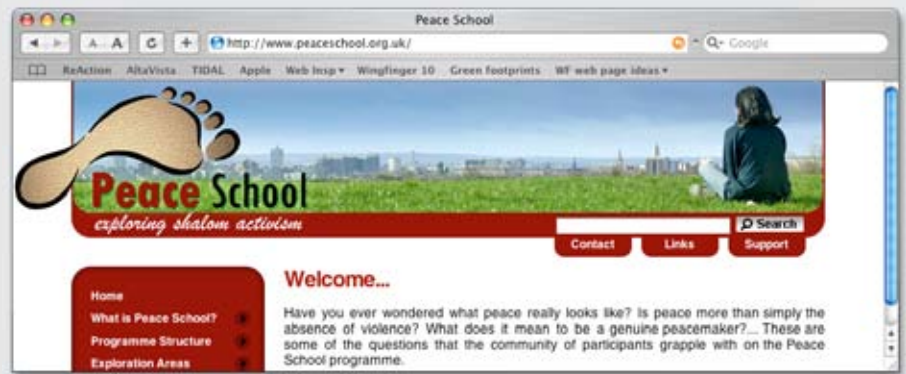 Peace School
A A C + http://www.peaceschool.org.uk/ Q- Google
ReAction AltaVista TIDAL Apple Web Insp Wingfinger 10 Green footprints WF web page ideas
Peace School
exploring shalom activism
Search
Contact Links Support
Home
What is Peace School?
Programme Structure
Exploration Areas
Welcome...
Have you ever wondered what peace really looks like? Is peace more than simply the
absence of violence? What does it mean to be a genuine peacemaker?... These are
some of the questions that the community of participants grapple with on the Peace
School programme.